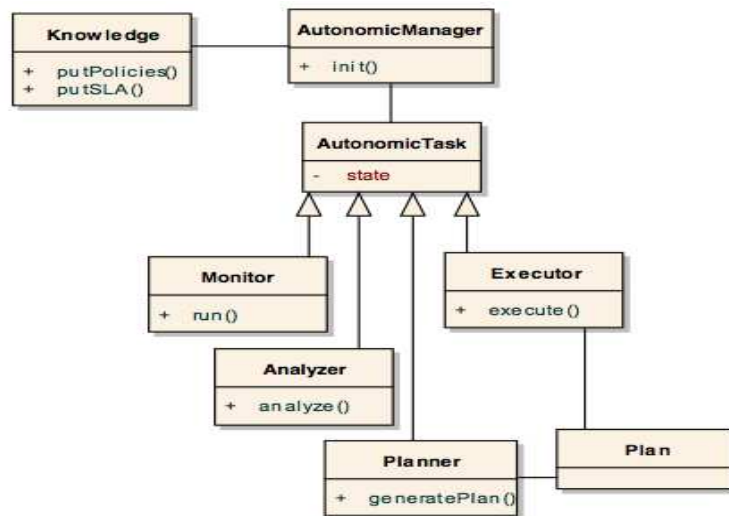 Knowledge
+ putPolicies()
+ putSLA()
AutonomicManager
+ init()
AutonomicTask
- state
Monitor
+ run()
Executor
+ execute()
Analyzer
+ analyze()
Planner
+ generatePlan()
Plan